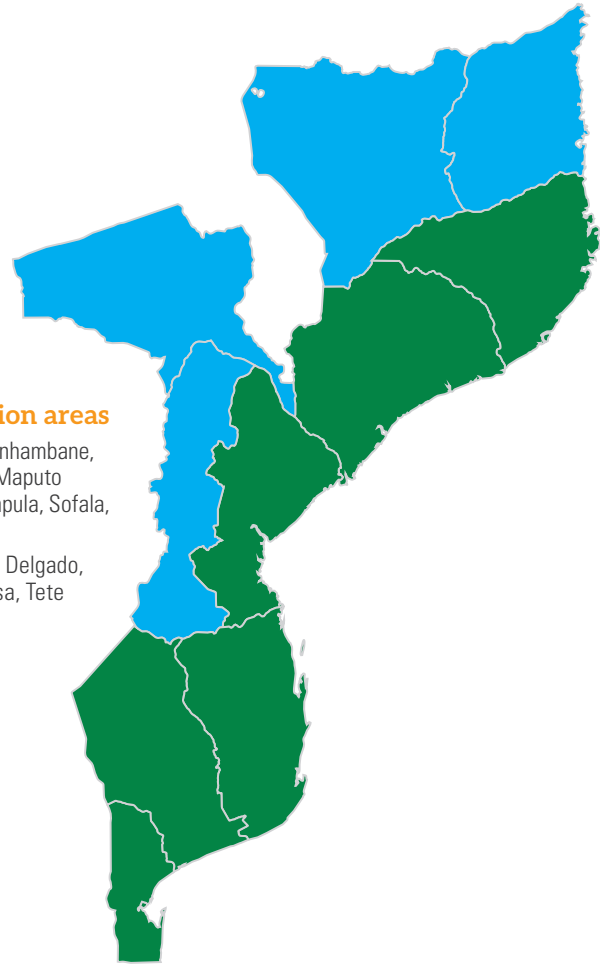 ion areas
nhambane,
Maputo
pula, Sofala,
Delgado,
sa, Tete